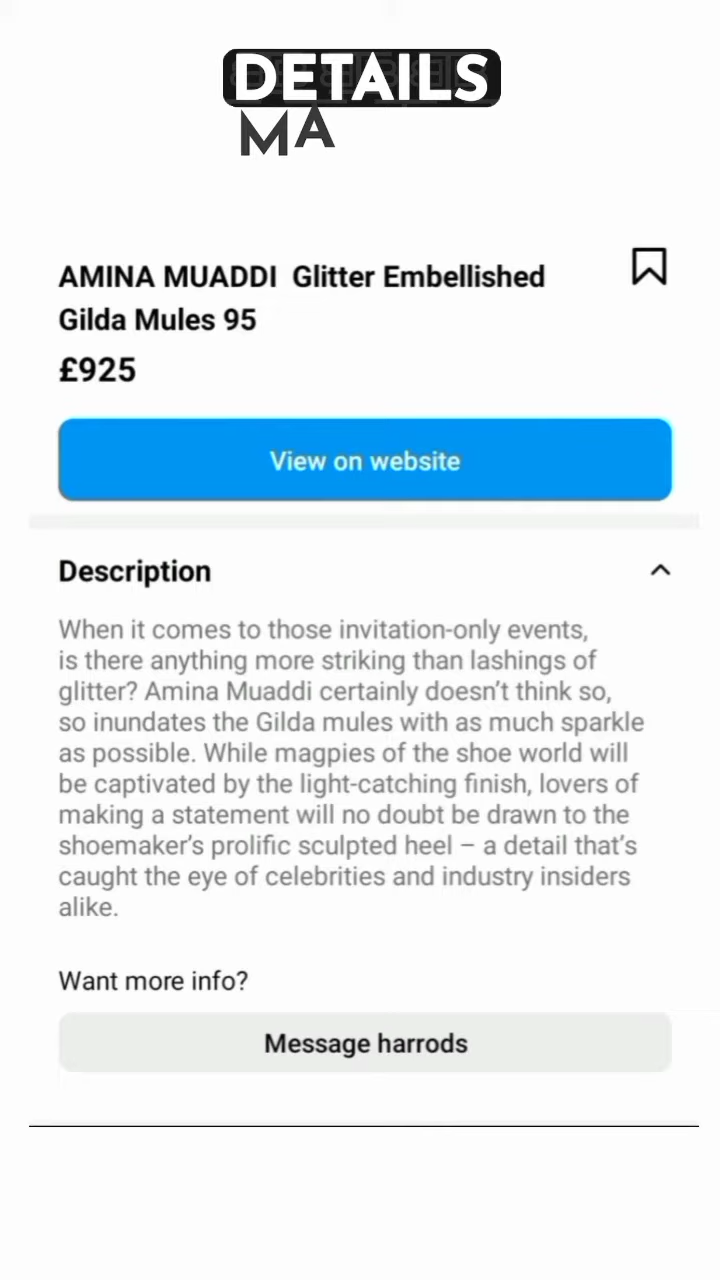 DETAILS
MA
AMINA MUADDI Glitter Embellished
Gilda Mules 95
£925
View on website
Description
When it comes to those invitation-only events,
is there anything more striking than lashings of
glitter? Amina Muaddi certainly doesn’t think so,
so inundates the Gilda mules with as much sparkle
as possible. While magpies of the shoe world will
be captivated by the light-catching finish, lovers of
making a statement will no doubt be drawn to the
shoemaker’s prolific sculpted heel – a detail that’s
caught the eye of celebrities and industry insiders
alike.
Want more info?
Message harrods